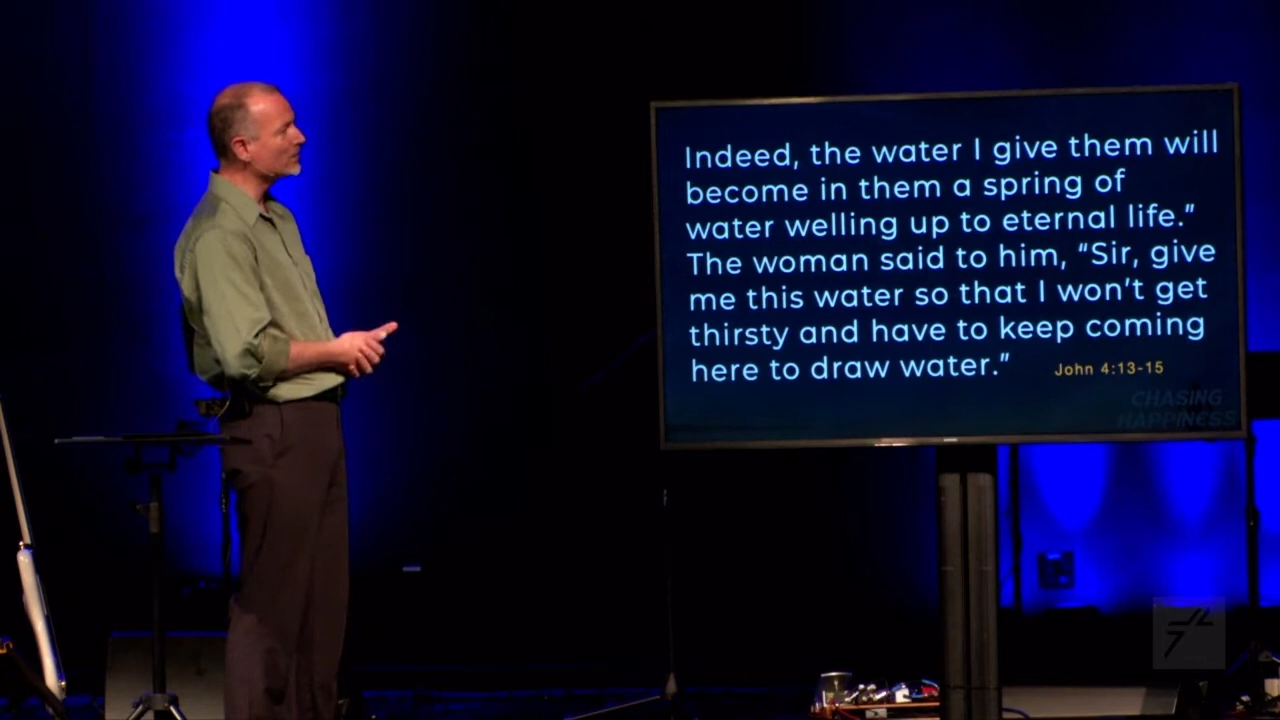 Indeed, the water I give them will
become in them a spring of
water welling up to eternal life.”
The woman said to him, “Sir, give
me this water so that I won’t get
thirsty and have to keep coming
here to draw water.”
John 4:13-15
CHASING
HAPPINESS